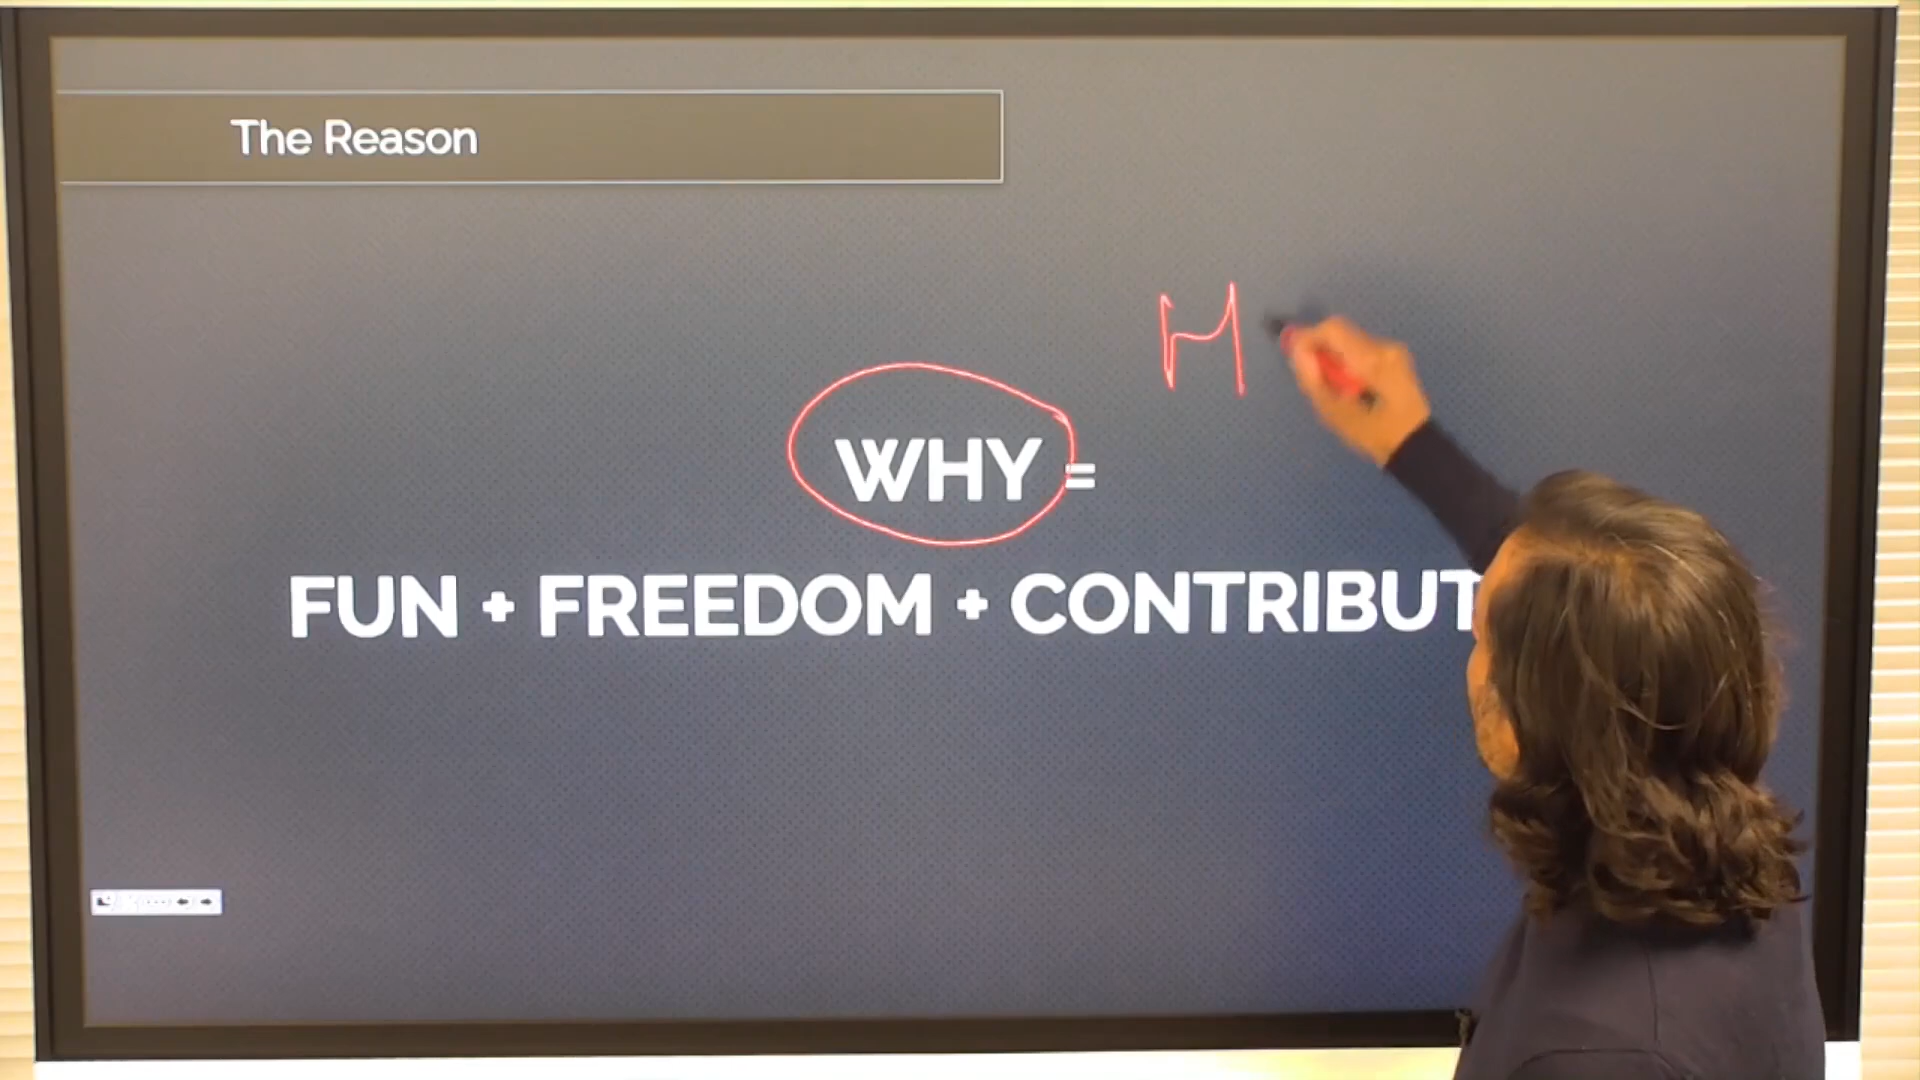 The Reason
H
WHY =
FUN + FREEDOM + CONTRIBUT